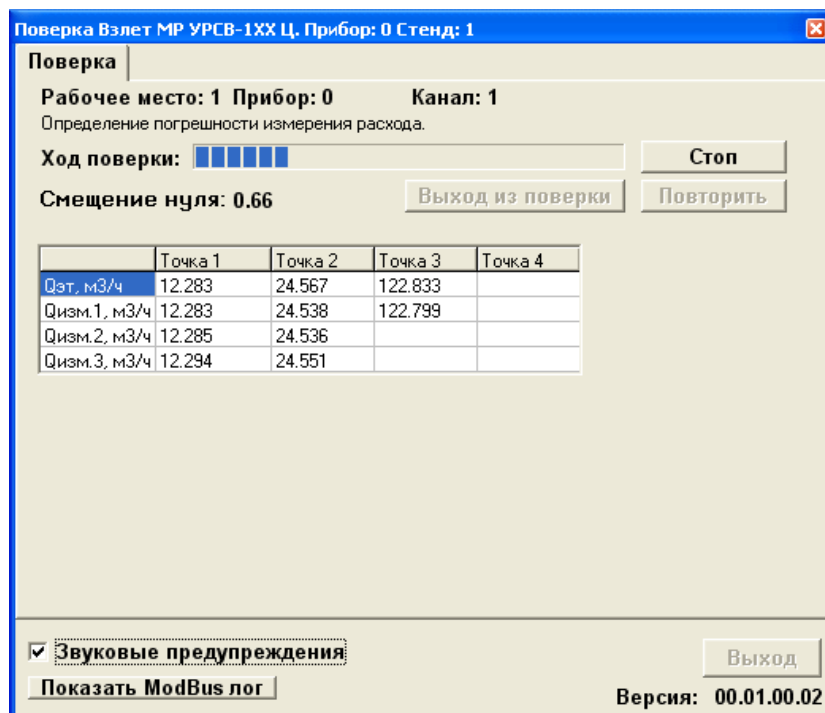 Поверка Взлет МР УРСВ-1ХХ Ц. Прибор: 0 Стенд: 1
Поверка
Рабочее место: 1 Прибор: 0 Канал: 1
Определение погрешности измерения расхода.
Ход поверки: Стоп
Смещение нуля: 0.66 Выход из поверки Повторить
Точка 1 Точка 2 Точка 3 Точка 4
Qэт, м3/ч 12.283 24.567 122.833
Qизм.1, м3/ч 12.283 24.538 122.799
Qизм.2, м3/ч 12.285 24.536
Qизм.3, м3/ч 12.294 24.551
Звуковые предупреждения
Выход
Показать ModBus лог
Версия: 00.01.00.02